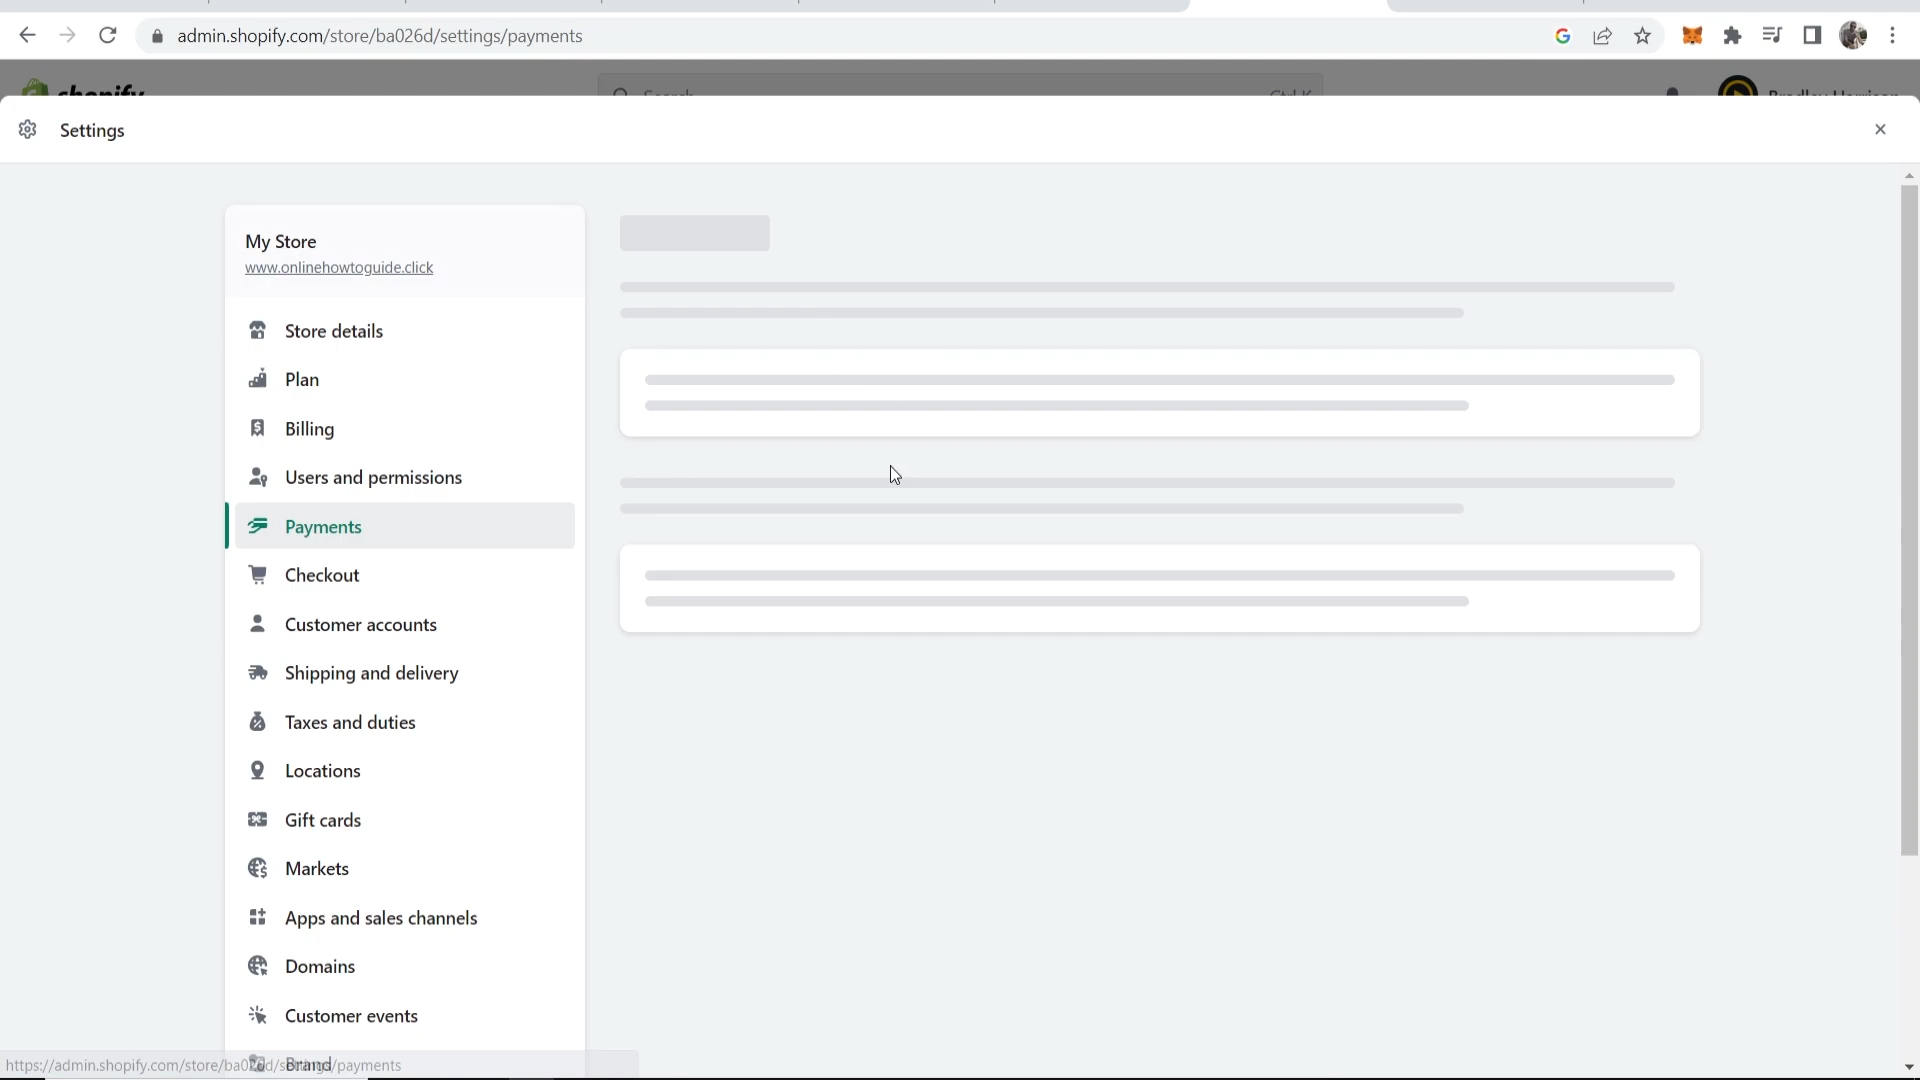 admin.shopify.com/store/ba026d/settings/payments
shopify
Search
Ctrl K
Bradley Harrison
Settings
My Store
www.onlinehowtoguide.click
Store details
Plan
Billing
Users and permissions
Payments
Checkout
Customer accounts
Shipping and delivery
Taxes and duties
Locations
Gift cards
Markets
Apps and sales channels
Domains
Customer events
Brand
https://admin.shopify.com/store/ba026d/settings/payments